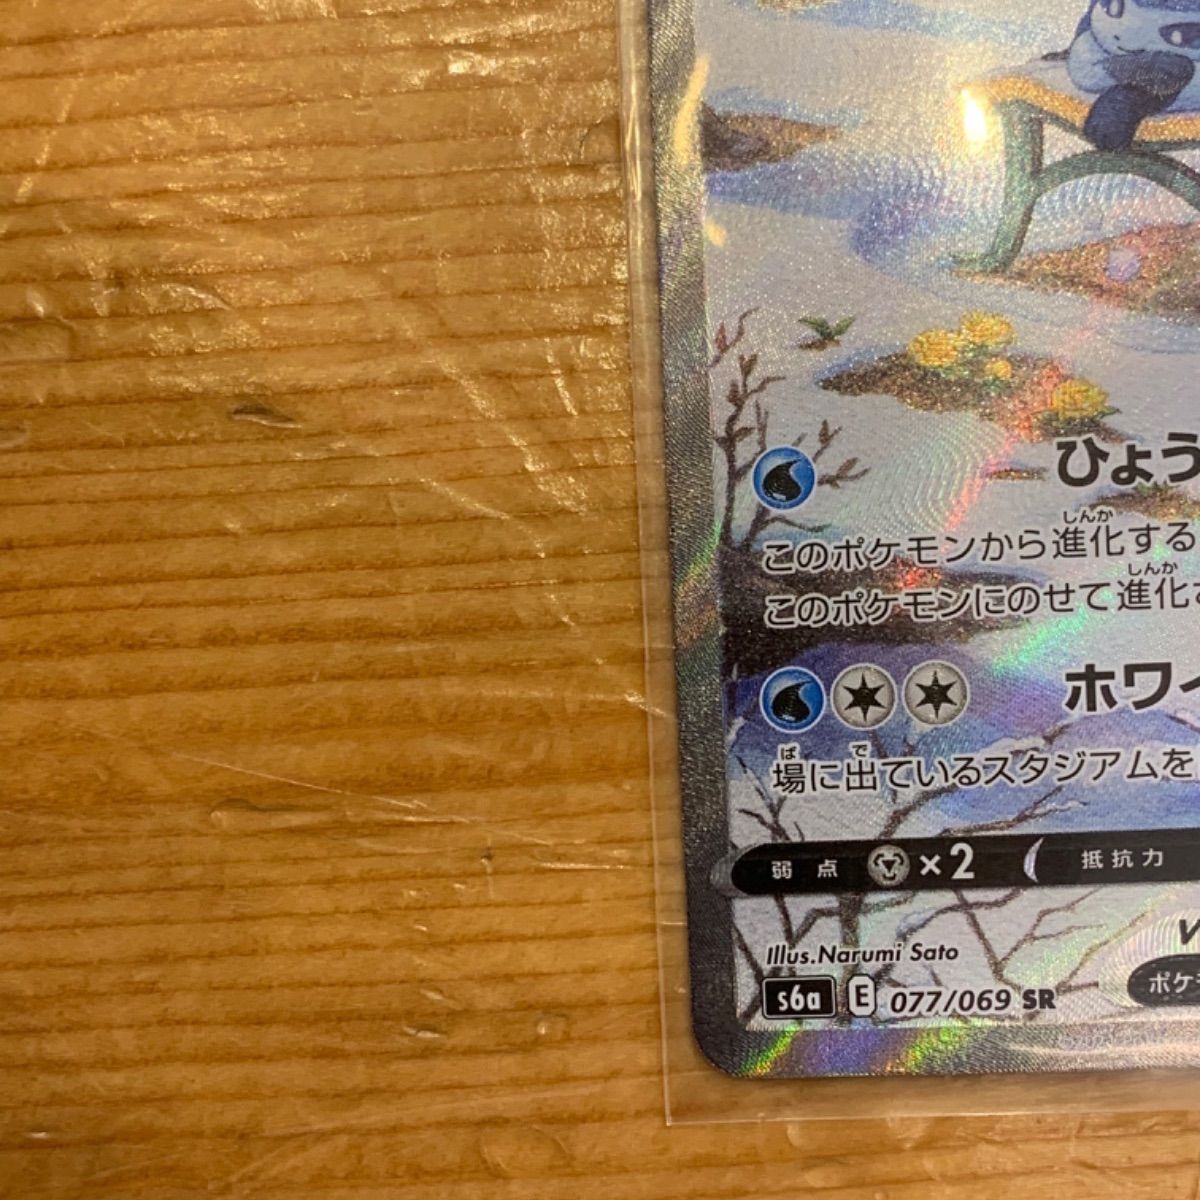 ひょう
しんか
このポケモンから進化する
しんか
このポケモンにのせて進化
ホワイ
ば で
場に出ているスタジアムを
弱点 ×2 抵抗力
V
Illus.Narumi Sato
ポケモ
s6a E 077/069 SR